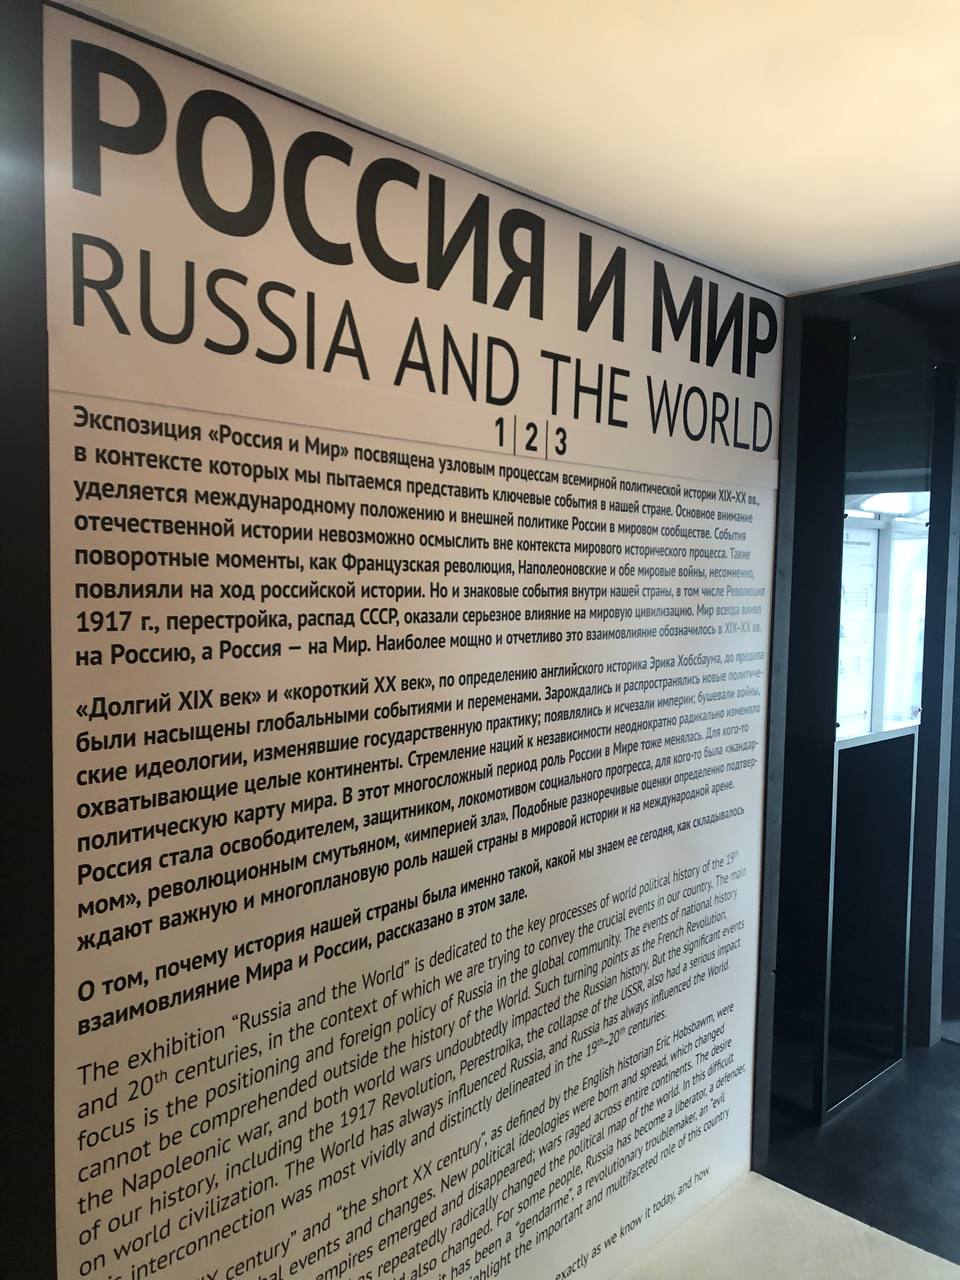 РОССИЯ И МИР
RUSSIA AND THE WORLD
1|2|3
Экспозиция «Россия и Мир» посвящена узловым процессам всемирной политической истории XIX–XX вв.,
в контексте которых мы пытаемся представить ключевые события в нашей стране. Основное внимание
уделяется международному положению и внешней политике России в мировом сообществе. События
отечественной истории невозможно осмыслить вне контекста мирового исторического процесса. Такие
поворотные моменты, как Французская революция, Наполеоновские и обе мировые войны, несомненно,
повлияли на ход российской истории. Но и знаковые события внутри нашей страны, в том числе Революция
1917 г., перестройка, распад СССР, оказали серьезное влияние на мировую цивилизацию. Мир всегда влиял
на Россию, а Россия — на Мир. Наиболее мощно и отчетливо это взаимовлияние обозначилось в XIX–XX вв.
«Долгий XIX век» и «короткий XX век», по определению английского историка Эрика Хобсбаума, до предела
были насыщены глобальными событиями и переменами. Зарождались и распространялись новые политиче-
ские идеологии, изменявшие государственную практику; появлялись и исчезали империи; бушевали войны,
охватывающие целые континенты. Стремление наций к независимости неоднократно радикально изменяло
политическую карту мира. В этот многосложный период роль России в Мире тоже менялась. Для кого-то
Россия стала освободителем, защитником, локомотивом социального прогресса, для кого-то была «жандар-
мом», революционным смутьяном, «империей зла». Подобные разноречивые оценки определенно подтвер-
ждают важную и многоплановую роль нашей страны в мировой истории и на международной арене.
О том, почему история нашей страны была именно такой, какой мы знаем ее сегодня, как складывалось
взаимовлияние Мира и России, рассказано в этом зале.
The exhibition “Russia and the World” is dedicated to the key processes of world political history of the 19th
and 20th centuries, in the context of which we are trying to convey the crucial events in our country. The main
focus is the positioning and foreign policy of Russia in the global community. The events of national history
cannot be comprehended outside the history of the World. Such turning points as the French Revolution,
the Napoleonic war, and both world wars undoubtedly impacted the Russian history. But the significant events
of our history, including the 1917 Revolution, Perestroika, the collapse of the USSR, also had a serious impact
on world civilization. The World has always influenced Russia, and Russia has always influenced the World.
interconnection was most vividly and distinctly delineated in the 19th–20th centuries.
century” and “the short XX century”, as defined by the English historian Eric Hobsbawm, were
events and changes. New political ideologies were born and spread, which changed
empires emerged and disappeared; wars raged across entire continents. The desire
repeatedly radically changed the political map of the world. In this difficult
also changed. For some people, Russia has become a liberator, a defender,
has been a “gendarme”, a revolutionary troublemaker, an “evil
the important and multifaceted role of this country
exactly as we know it today, and how